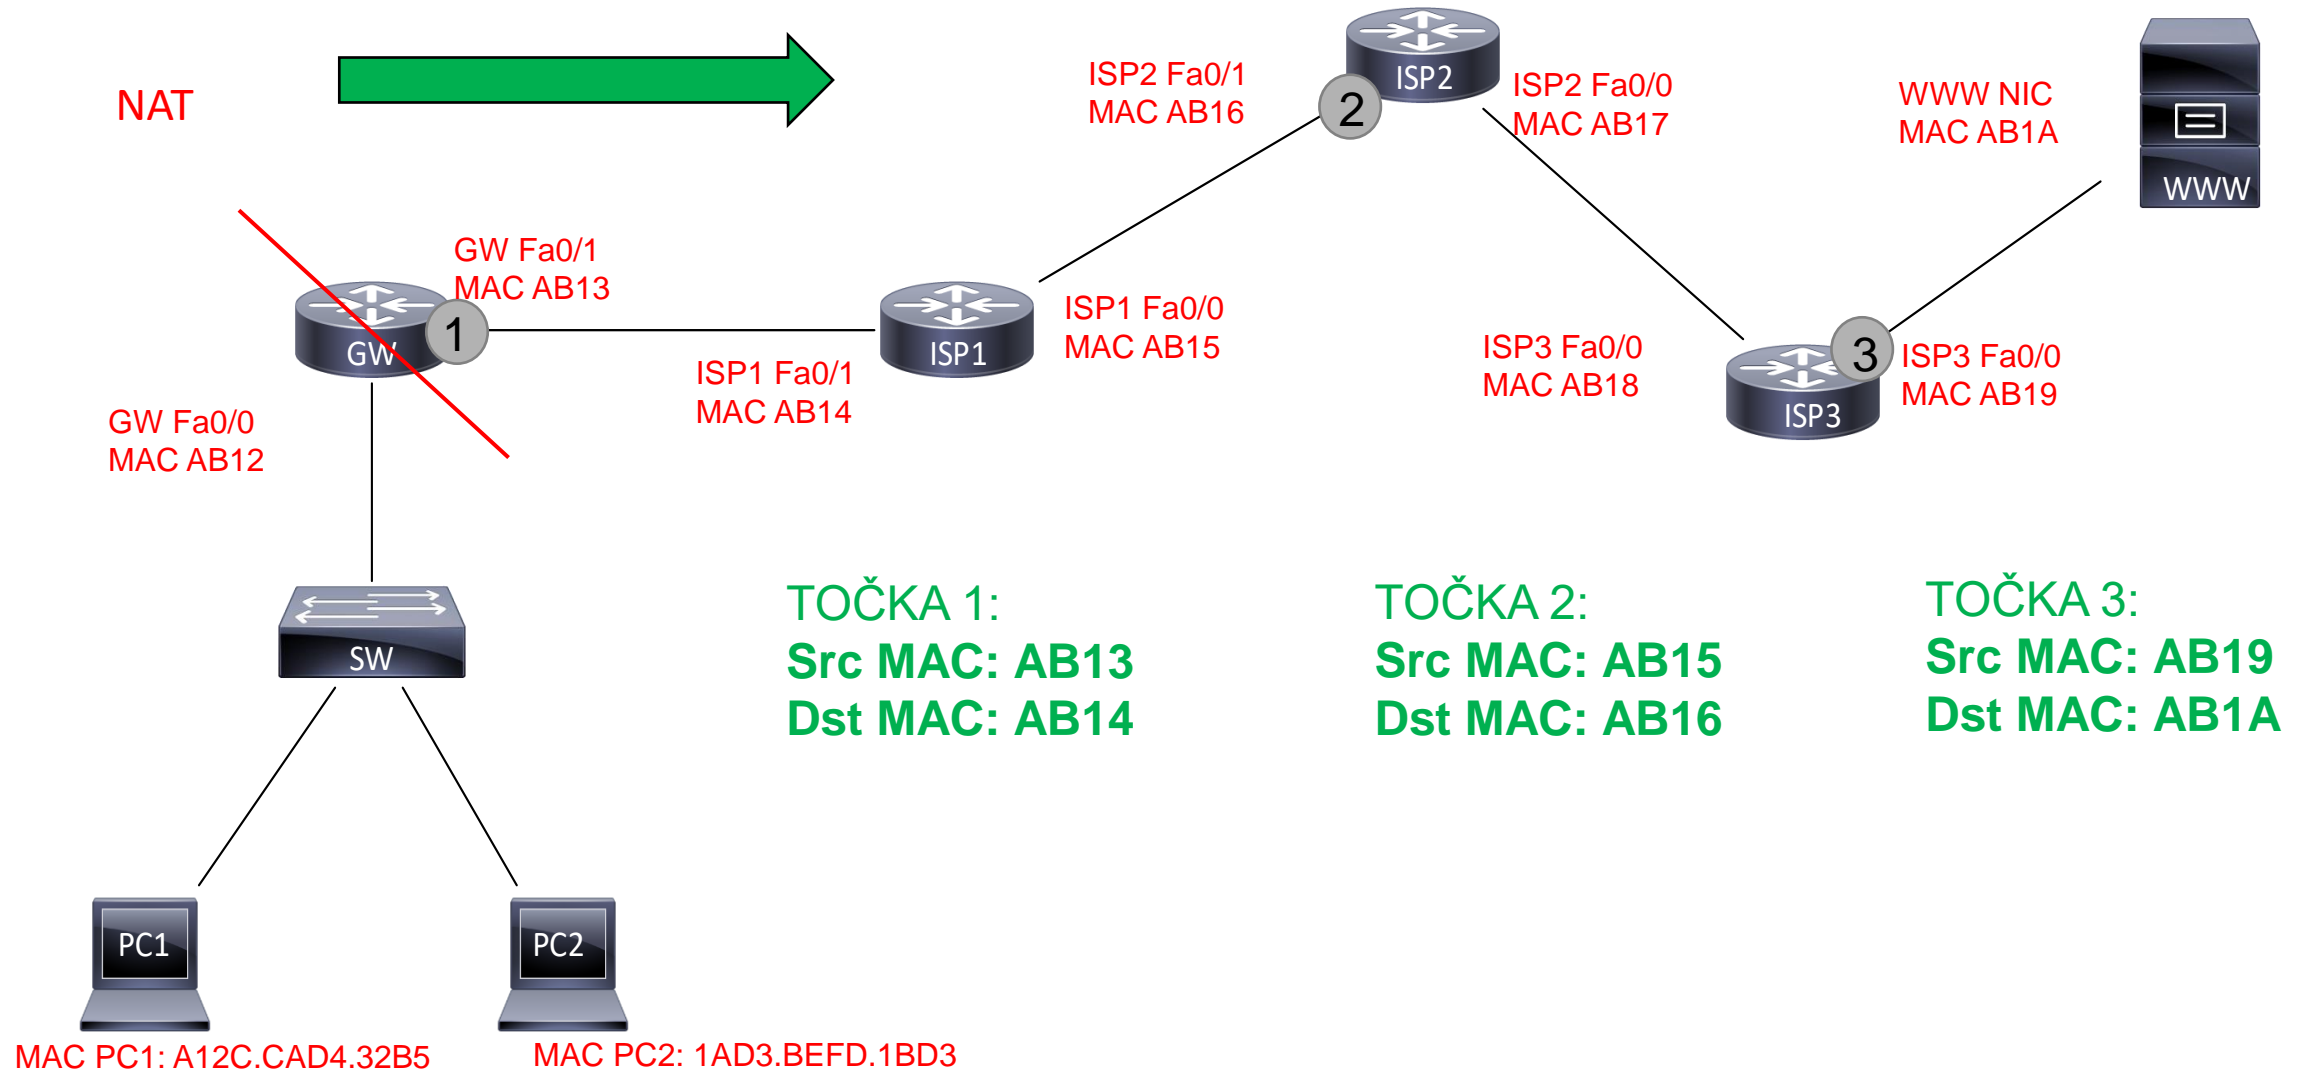 NAT
ISP2 Fa0/1
MAC AB16
2
ISP2
ISP2 Fa0/0
MAC AB17
WWW NIC
MAC AB1A
WWW
GW Fa0/1
MAC AB13
GW
1
ISP1 Fa0/1
MAC AB14
ISP1
ISP1 Fa0/0
MAC AB15
ISP3 Fa0/0
MAC AB18
3
ISP3
ISP3 Fa0/0
MAC AB19
GW Fa0/0
MAC AB12
SW
TOČKA 1:
Src MAC: AB13
Dst MAC: AB14
TOČKA 2:
Src MAC: AB15
Dst MAC: AB16
TOČKA 3:
Src MAC: AB19
Dst MAC: AB1A
PC1
PC2
MAC PC1: A12C.CAD4.32B5
MAC PC2: 1AD3.BEFD.1BD3